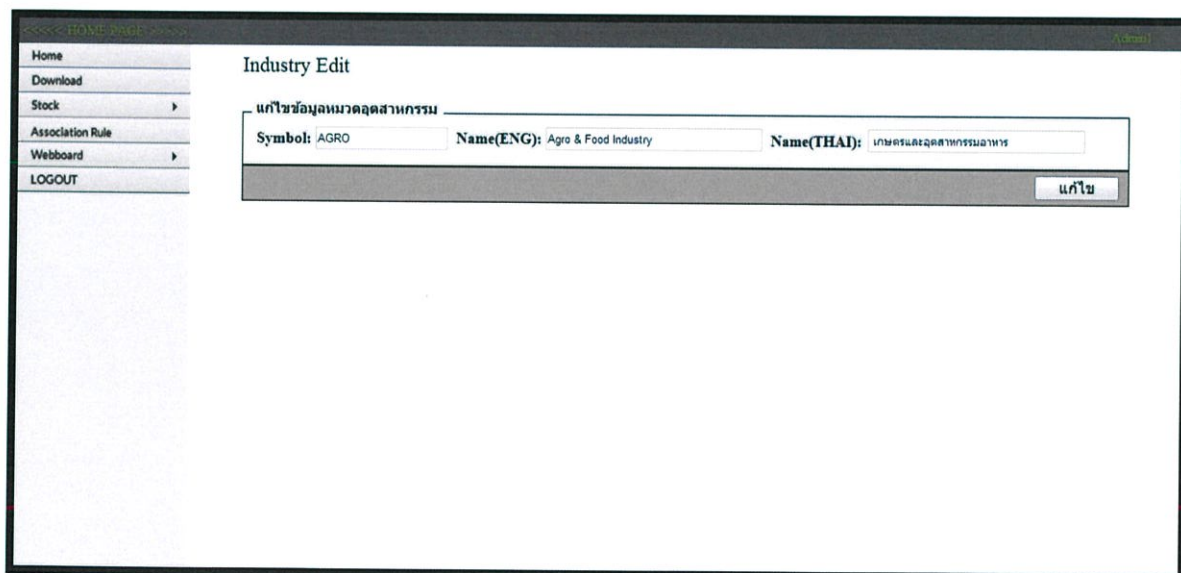 <<<<< HOME PAGE >>>>>
Admin1
Home
Download
Stock
Association Rule
Webboard
LOGOUT
Industry Edit
แก้ไขข้อมูลหมวดอุตสาหกรรม
Symbol: AGRO Name(ENG): Agro & Food Industry Name(THAI): เกษตรและอุตสาหกรรมอาหาร
แก้ไข